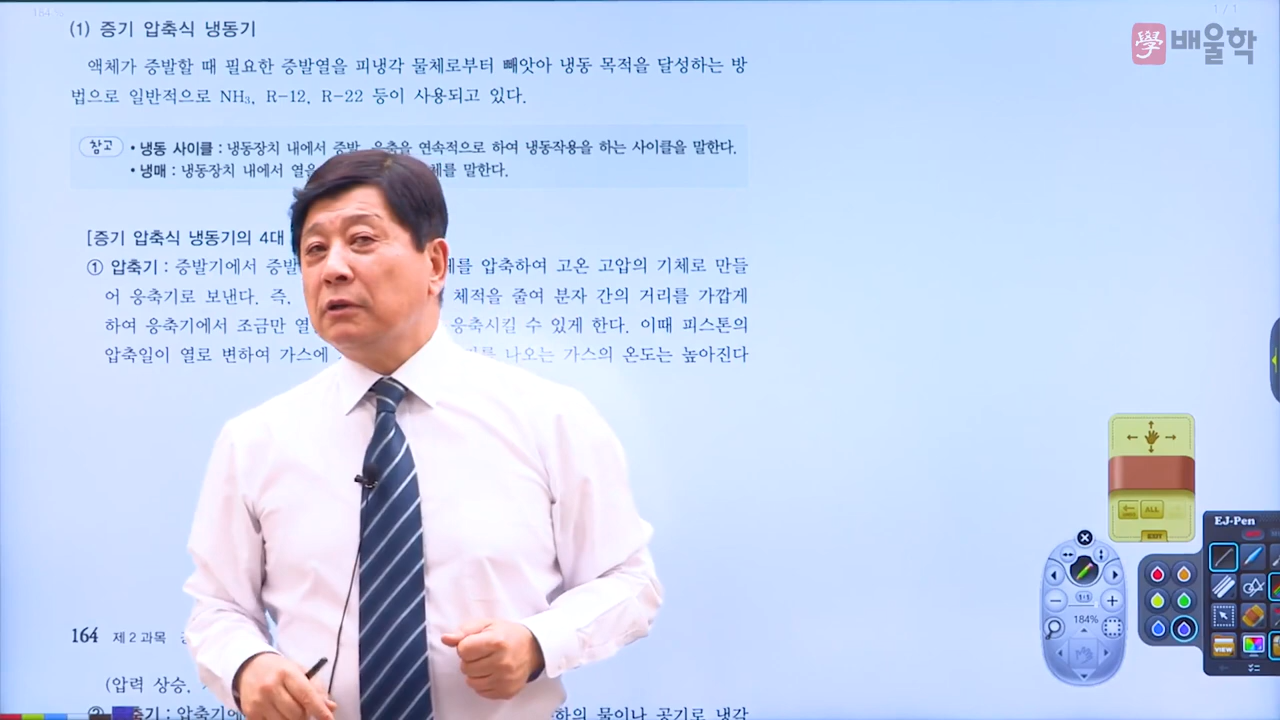 184 %
1 / 1
學 배울학
(1) 증기 압축식 냉동기
액체가 증발할 때 필요한 증발열을 피냉각 물체로부터 빼앗아 냉동 목적을 달성하는 방
법으로 일반적으로 NH₃, R-12, R-22 등이 사용되고 있다.
참고 • 냉동 사이클 : 냉동장치 내에서 증발, 응축을 연속적으로 하여 냉동작용을 하는 사이클을 말한다.
• 냉매 : 냉동장치 내에서 열을 체를 말한다.
[증기 압축식 냉동기의 4대
① 압축기 : 증발기에서 증발 를 압축하여 고온 고압의 기체로 만들
어 응축기로 보낸다. 즉, 체적을 줄여 분자 간의 거리를 가깝게
하여 응축기에서 조금만 열 응축시킬 수 있게 한다. 이때 피스톤의
압축일이 열로 변하여 가스에 를 나오는 가스의 온도는 높아진다
164 제 2 과목
(압력 상승,
② 기 : 압축기에 하의 물이나 공기로 냉각
ALL
EXIT
EJ-Pen
1:1
184%
VIEW